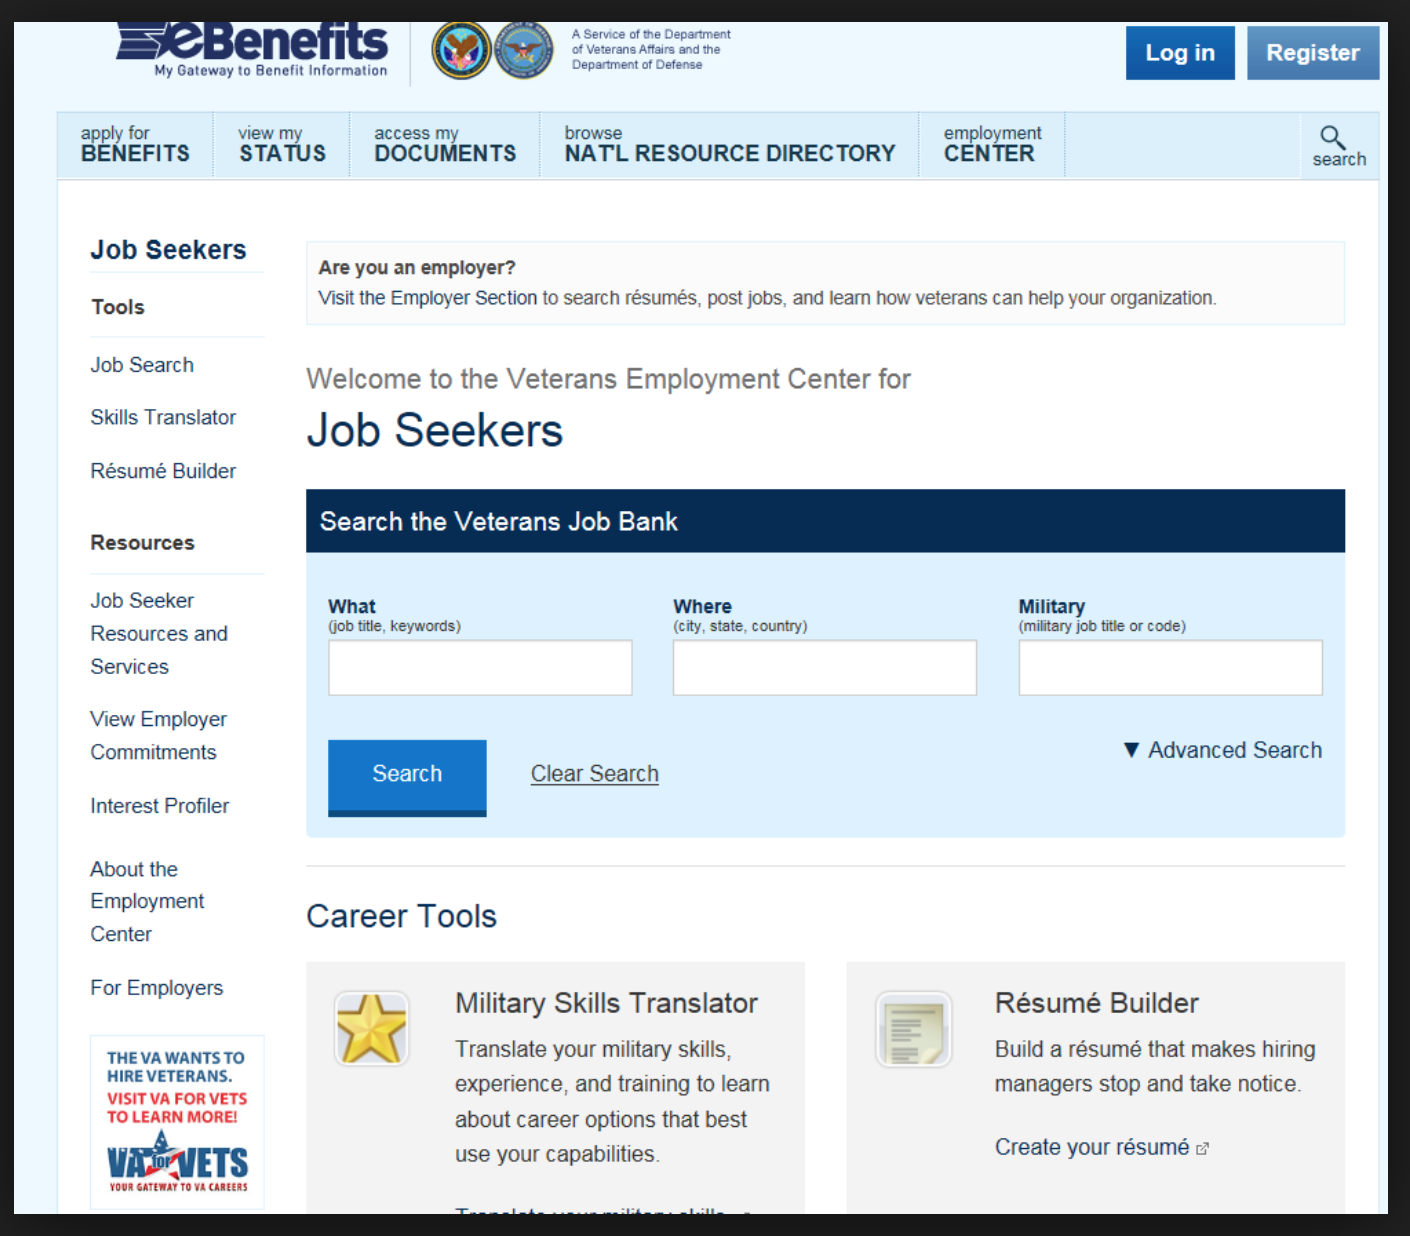 eBenefits
My Gateway to Benefit Information
A Service of the Department
of Veterans Affairs and the
Department of Defense
Log in
Register
apply for
BENEFITS
view my
STATUS
access my
DOCUMENTS
browse
NAT'L RESOURCE DIRECTORY
employment
CENTER
search
Job Seekers
Tools
Job Search
Skills Translator
Résumé Builder
Resources
Job Seeker
Resources and
Services
View Employer
Commitments
Interest Profiler
About the
Employment
Center
For Employers
THE VA WANTS TO
HIRE VETERANS.
VISIT VA FOR VETS
TO LEARN MORE!
VA for VETS
YOUR GATEWAY TO VA CAREERS
Are you an employer?
Visit the Employer Section to search résumés, post jobs, and learn how veterans can help your organization.
Welcome to the Veterans Employment Center for
Job Seekers
Search the Veterans Job Bank
What
(job title, keywords)
Where
(city, state, country)
Military
(military job title or code)
Search
Clear Search
▼ Advanced Search
Career Tools
Military Skills Translator
Translate your military skills,
experience, and training to learn
about career options that best
use your capabilities.
Translate your military skills
Résumé Builder
Build a résumé that makes hiring
managers stop and take notice.
Create your résumé